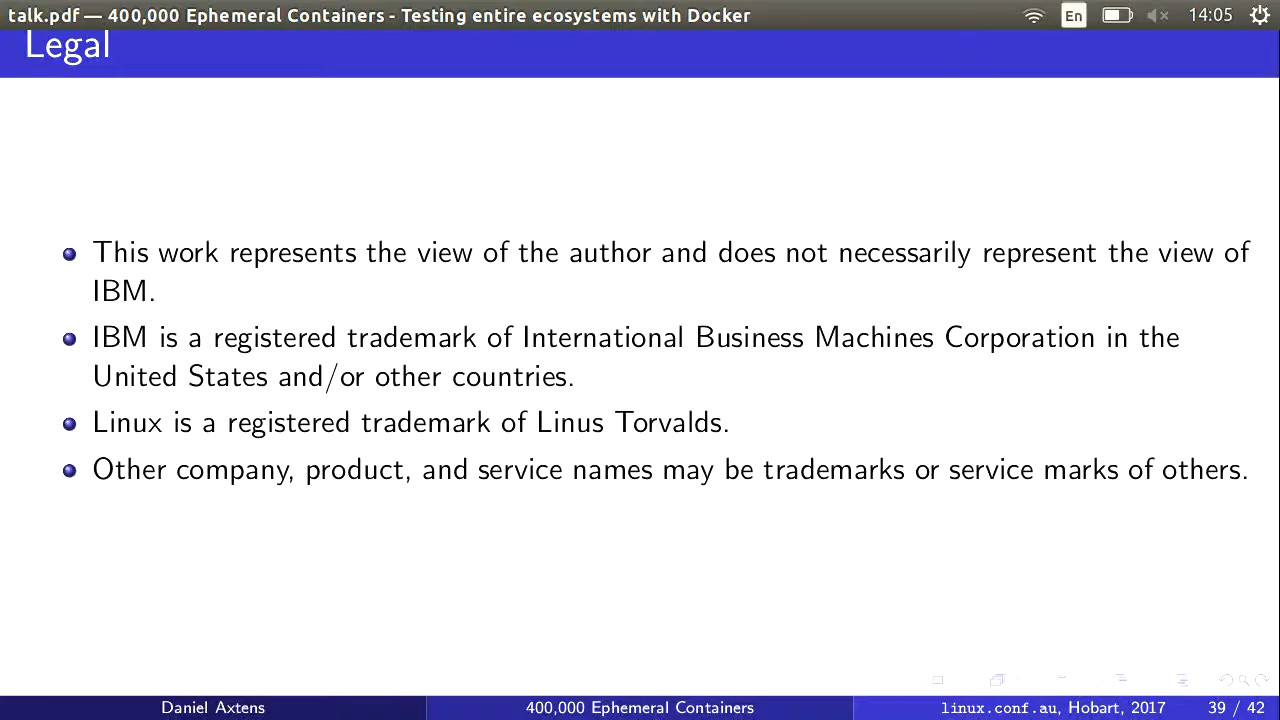 talk.pdf — 400,000 Ephemeral Containers - Testing entire ecosystems with Docker
En
14:05
Legal
This work represents the view of the author and does not necessarily represent the view of
IBM.
IBM is a registered trademark of International Business Machines Corporation in the
United States and/or other countries.
Linux is a registered trademark of Linus Torvalds.
Other company, product, and service names may be trademarks or service marks of others.
Daniel Axtens
400,000 Ephemeral Containers
linux.conf.au, Hobart, 2017
39 / 42